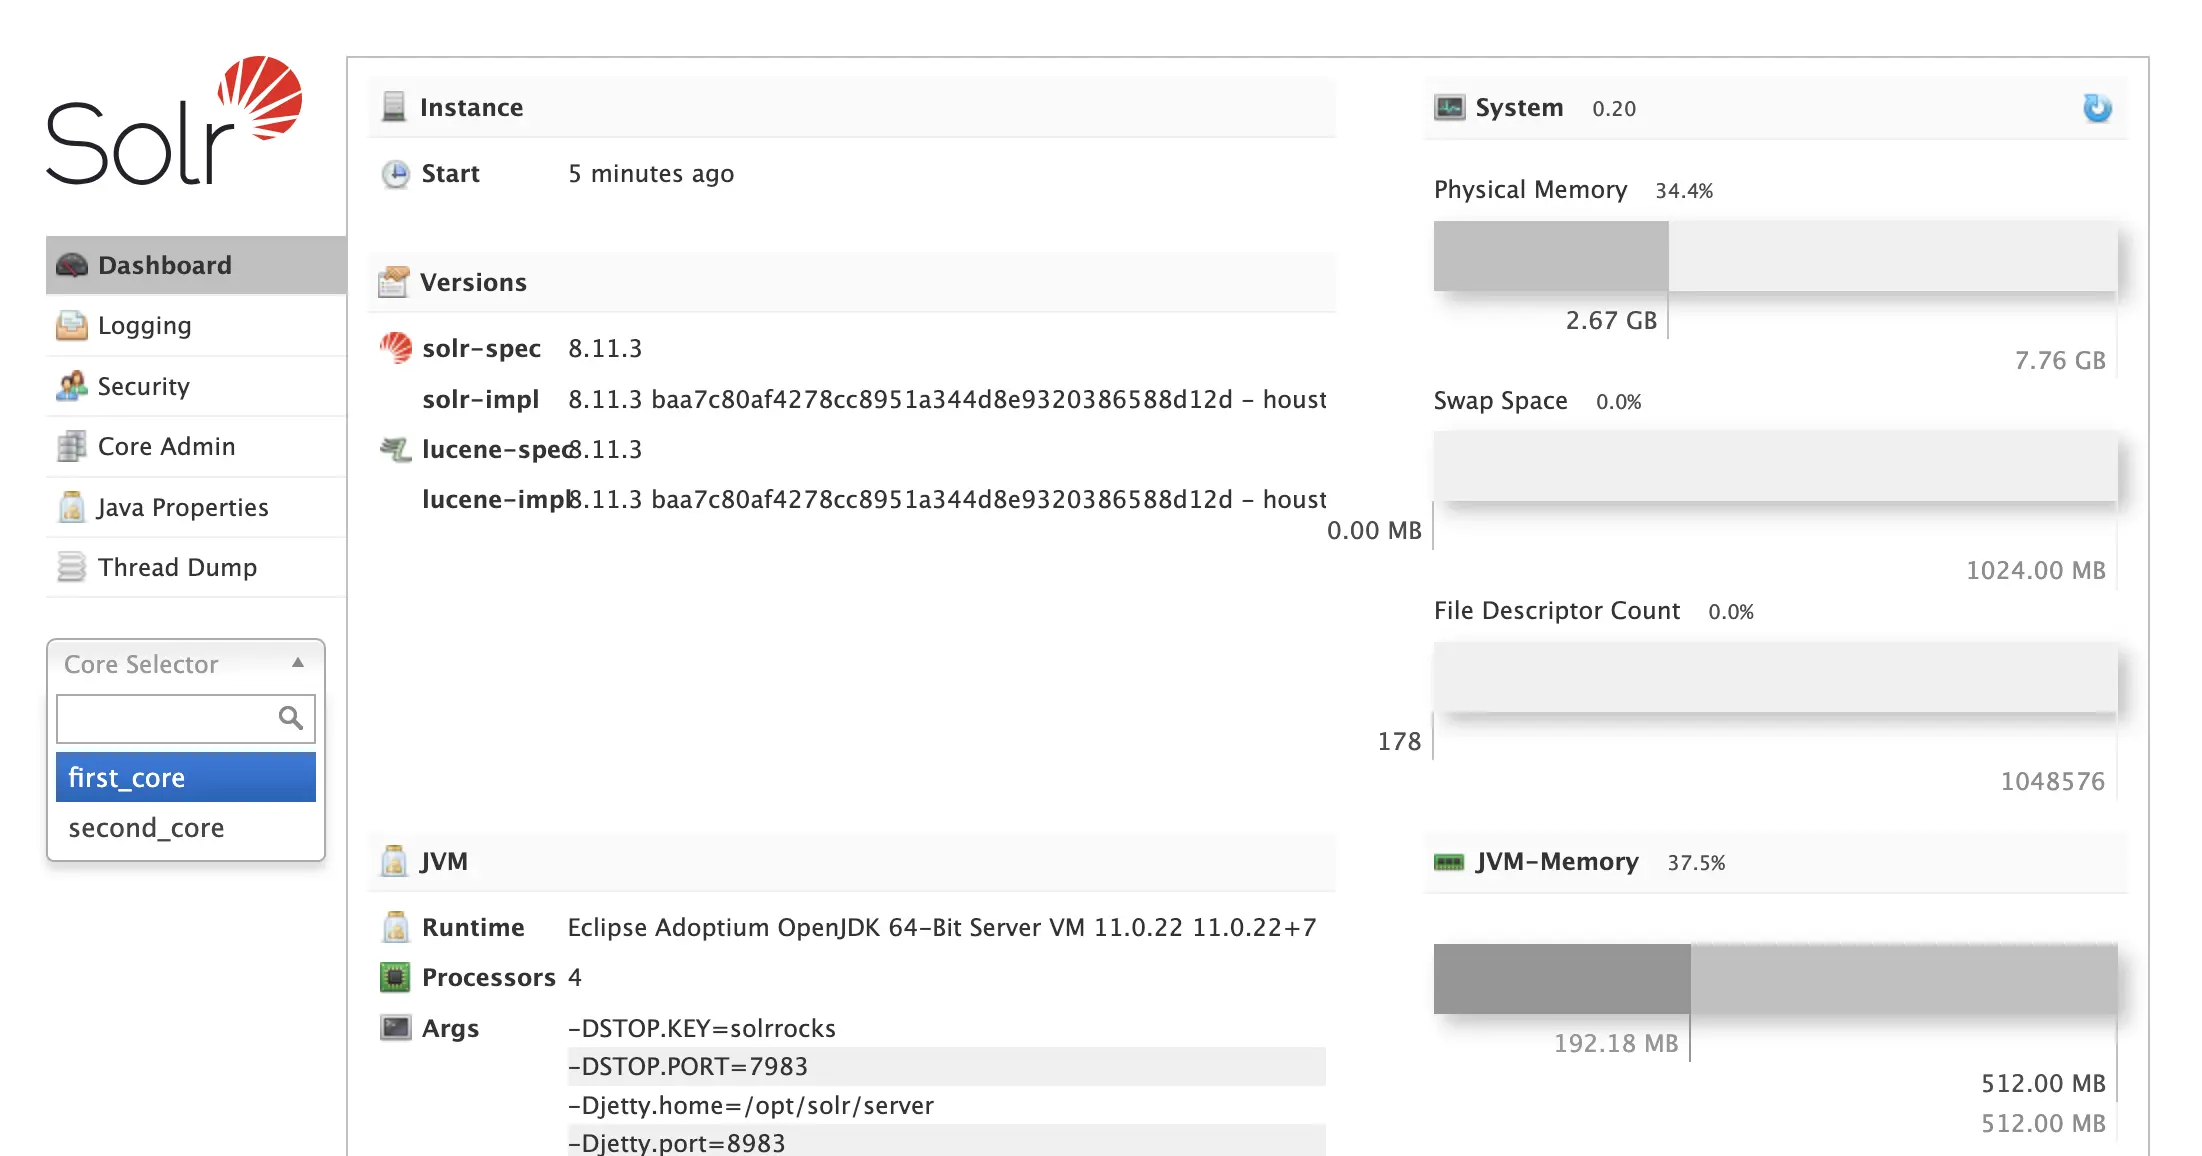 Solr
Dashboard
Logging
Security
Core Admin
Java Properties
Thread Dump
Core Selector
first_core
second_core
Instance
Start 5 minutes ago
Versions
solr-spec 8.11.3
solr-impl 8.11.3 baa7c80af4278cc8951a344d8e9320386588d12d - houst
lucene-spec 8.11.3
lucene-impl 8.11.3 baa7c80af4278cc8951a344d8e9320386588d12d - houst
JVM
Runtime Eclipse Adoptium OpenJDK 64-Bit Server VM 11.0.22 11.0.22+7
Processors 4
Args -DSTOP.KEY=solrrocks
-DSTOP.PORT=7983
-Djetty.home=/opt/solr/server
-Djetty.port=8983
System 0.20
Physical Memory 34.4%
2.67 GB
7.76 GB
Swap Space 0.0%
0.00 MB
1024.00 MB
File Descriptor Count 0.0%
178
1048576
JVM-Memory 37.5%
192.18 MB
512.00 MB
512.00 MB